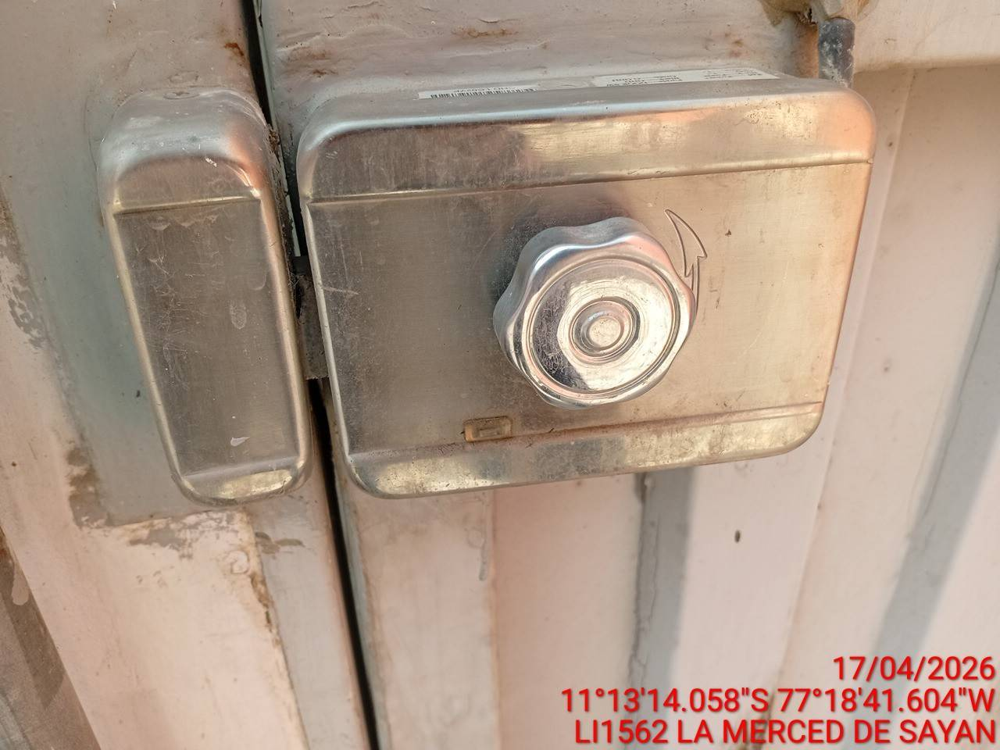 17/04/2026
11°13'14.058"S 77°18'41.604"W
LI1562 LA MERCED DE SAYAN